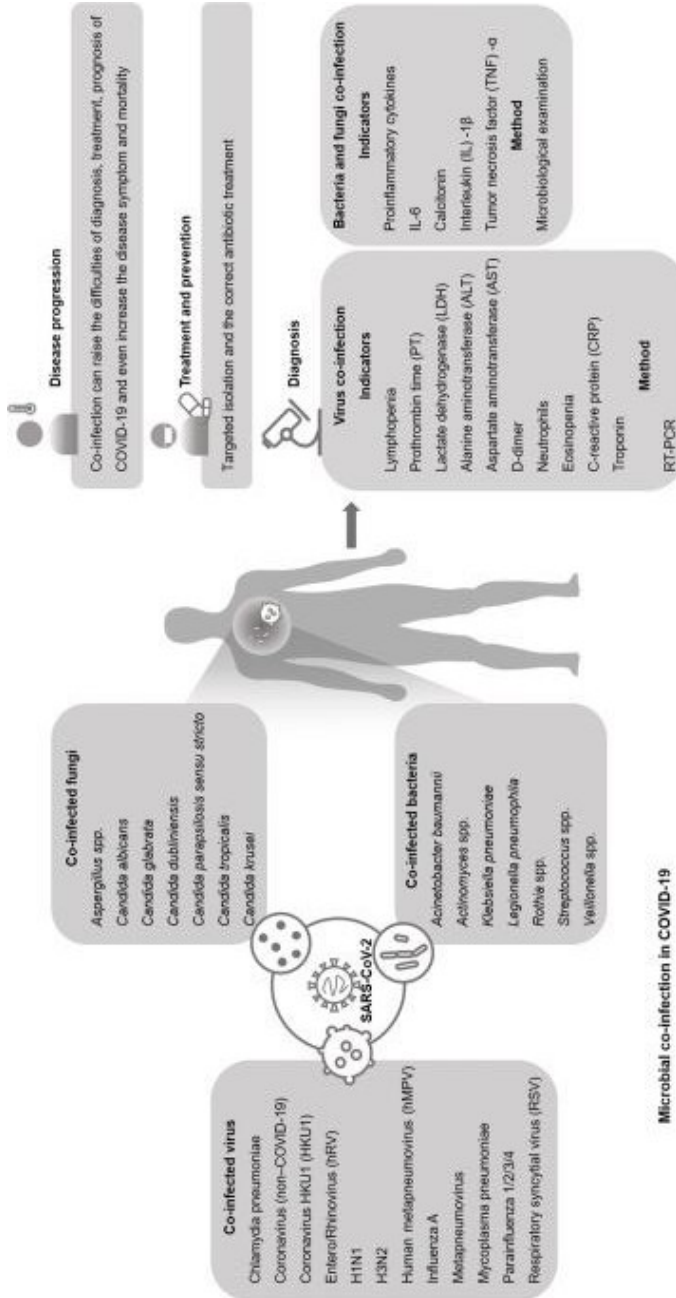 Co-infected virus
Chlamydia pneumoniae
Coronavirus (non–COVID-19)
Coronavirus HKU1 (HKU1)
Entero/Rhinovirus (hRV)
H1N1
H3N2
Human metapneumovirus (hMPV)
Influenza A
Metapneumovirus
Mycoplasma pneumoniae
Parainfluenza 1/2/3/4
Respiratory syncytial virus (RSV)
SARS-CoV-2
Co-infected fungi
Aspergillus spp.
Candida albicans
Candida glabrata
Candida dubliniensis
Candida parapsilosis sensu stricto
Candida tropicalis
Candida krusei
Co-infected bacteria
Acinetobacter baumannii
Actinomyces spp.
Klebsiella pneumoniae
Legionella pneumophila
Rothia spp.
Streptococcus spp.
Veillonella spp.
Disease progression
Co-infection can raise the difficulties of diagnosis, treatment, prognosis of
COVID-19 and even increase the disease symptom and mortality
Treatment and prevention
Targeted isolation and the correct antibiotic treatment
Diagnosis
Virus co-infection
Indicators
Lymphopenia
Prothrombin time (PT)
Lactate dehydrogenase (LDH)
Alanine aminotransferase (ALT)
Aspartate aminotransferase (AST)
D-dimer
Neutrophils
Eosinopenia
C-reactive protein (CRP)
Troponin
Method
RT-PCR
Bacteria and fungi co-infection
Indicators
Proinflammatory cytokines
IL-6
Calcitonin
Interleukin (IL) -1β
Tumor necrosis factor (TNF) -α
Method
Microbiological examination
Microbial co-infection in COVID-19